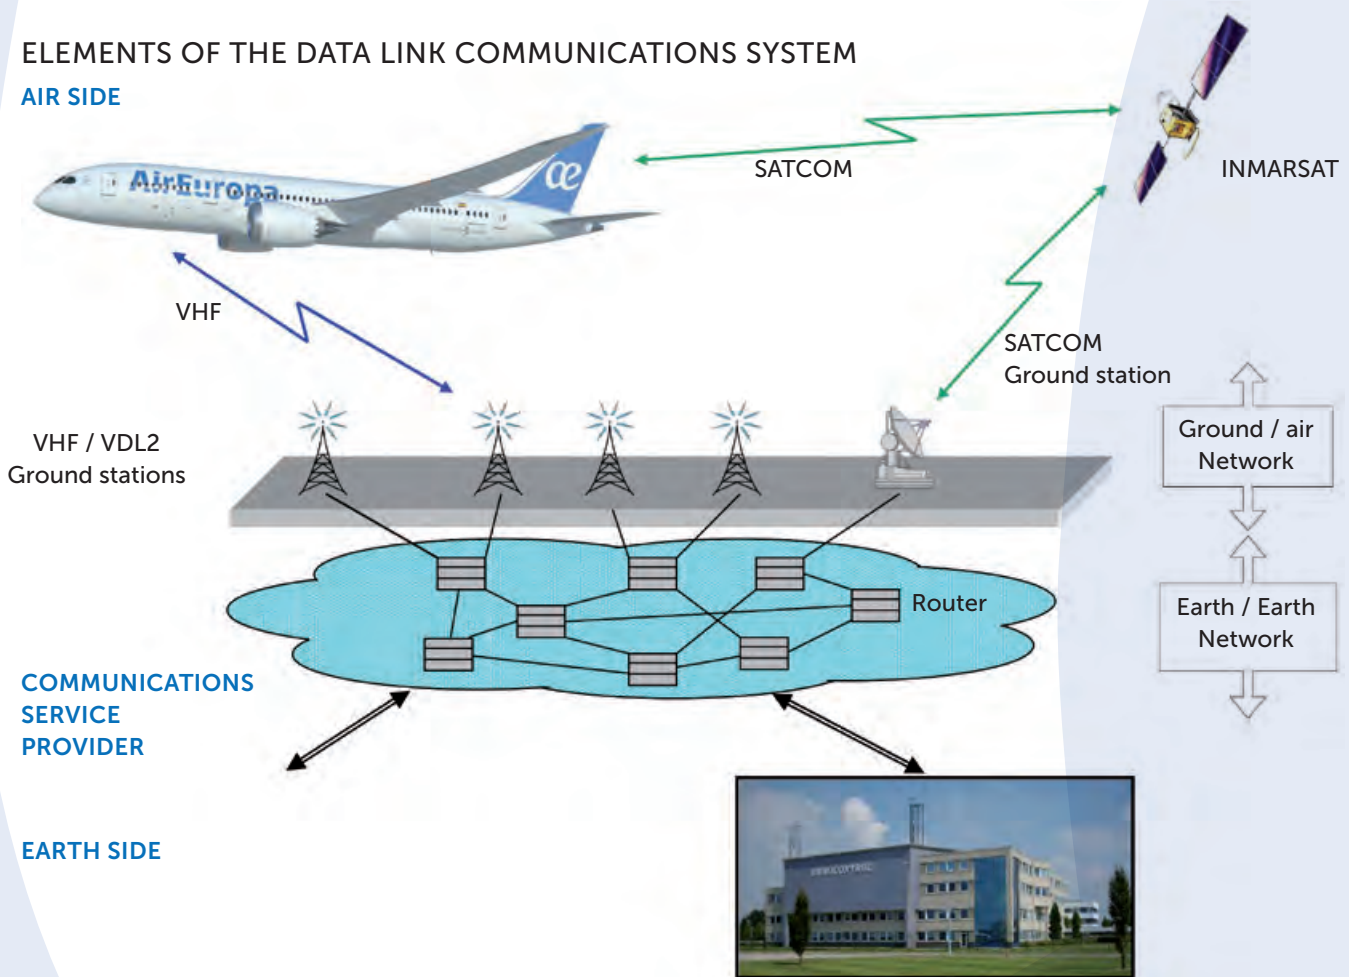 ELEMENTS OF THE DATA LINK COMMUNICATIONS SYSTEM
AIR SIDE
AirEuropa
æ
SATCOM
INMARSAT
VHF
SATCOM
Ground station
VHF / VDL2
Ground stations
Ground / air
Network
Router
Earth / Earth
Network
COMMUNICATIONS
SERVICE
PROVIDER
EARTH SIDE